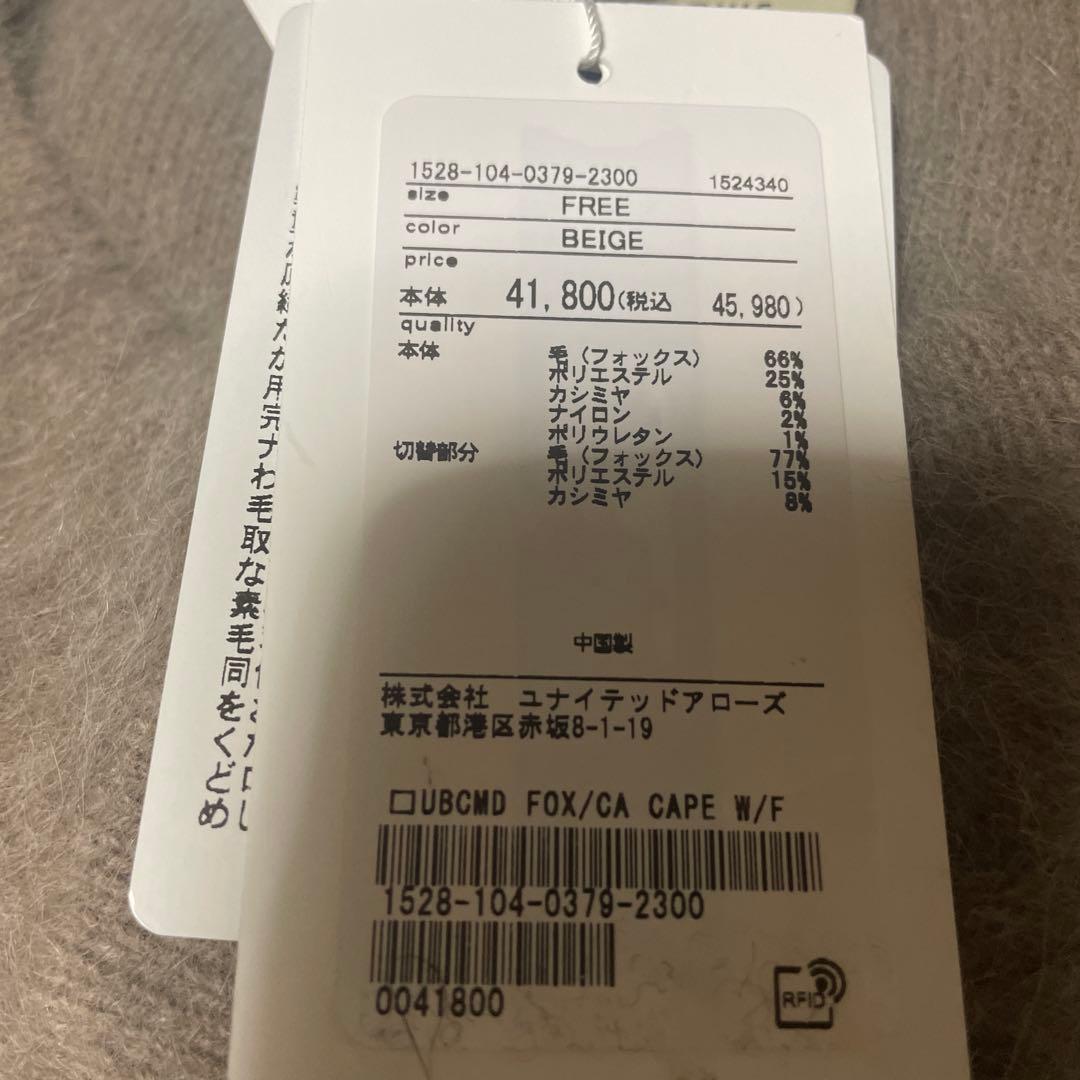 1528-104-0379-2300 1524340
size FREE
color BEIGE
price
本体 41,800(税込 45,980)
quality
本体 毛(フォックス) 66%
ポリエステル 25%
カシミヤ 6%
ナイロン 2%
ポリウレタン 1%
切替部分 毛(フォックス) 77%
ポリエステル 15%
カシミヤ 8%
中国製
株式会社 ユナイテッドアローズ
東京都港区赤坂8-1-19
□UBCMD FOX/CA CAPE W/F
1528-104-0379-2300
0041800
RFID